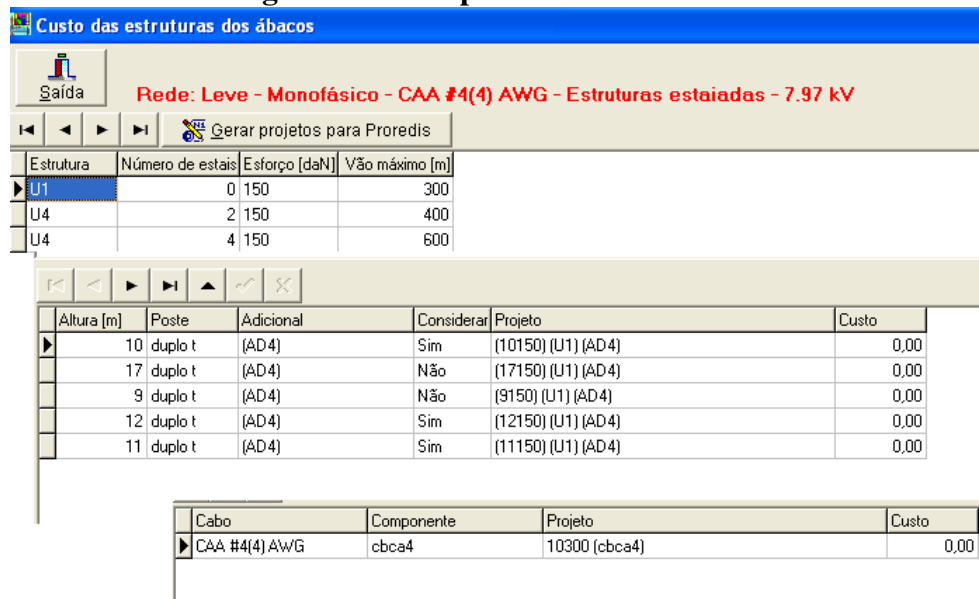 Custo das estruturas dos ábacos
Saída
Rede: Leve - Monofásico - CAA #4(4) AWG - Estruturas estaiadas - 7.97 kV
Gerar projetos para Proredis
Estrutura Número de estais Esforço [daN] Vão máximo [m]
U1 0 150 300
U4 2 150 400
U4 4 150 600
Altura [m] Poste Adicional Considerar Projeto Custo
10 duplo t (AD4) Sim (10150) (U1) (AD4) 0,00
17 duplo t (AD4) Não (17150) (U1) (AD4) 0,00
9 duplo t (AD4) Não (9150) (U1) (AD4) 0,00
12 duplo t (AD4) Sim (12150) (U1) (AD4) 0,00
11 duplo t (AD4) Sim (11150) (U1) (AD4) 0,00
Cabo Componente Projeto Custo
CAA #4(4) AWG cbca4 10300 (cbca4) 0,00